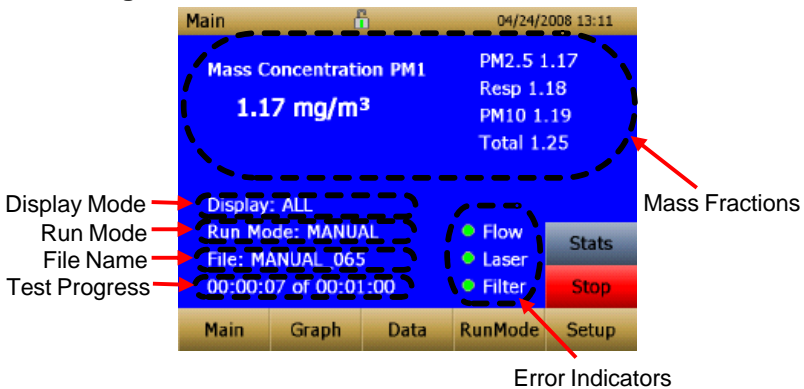 Main 04/24/2008 13:11
Mass Concentration PM1
1.17 mg/m³
PM2.5 1.17
Resp 1.18
PM10 1.19
Total 1.25
Mass Fractions
Display Mode
Display: ALL
Run Mode
Run Mode: MANUAL
File Name
File: MANUAL_065
Test Progress
00:00:07 of 00:01:00
Flow
Laser
Filter
Stats
Stop
Main Graph Data RunMode Setup
Error Indicators